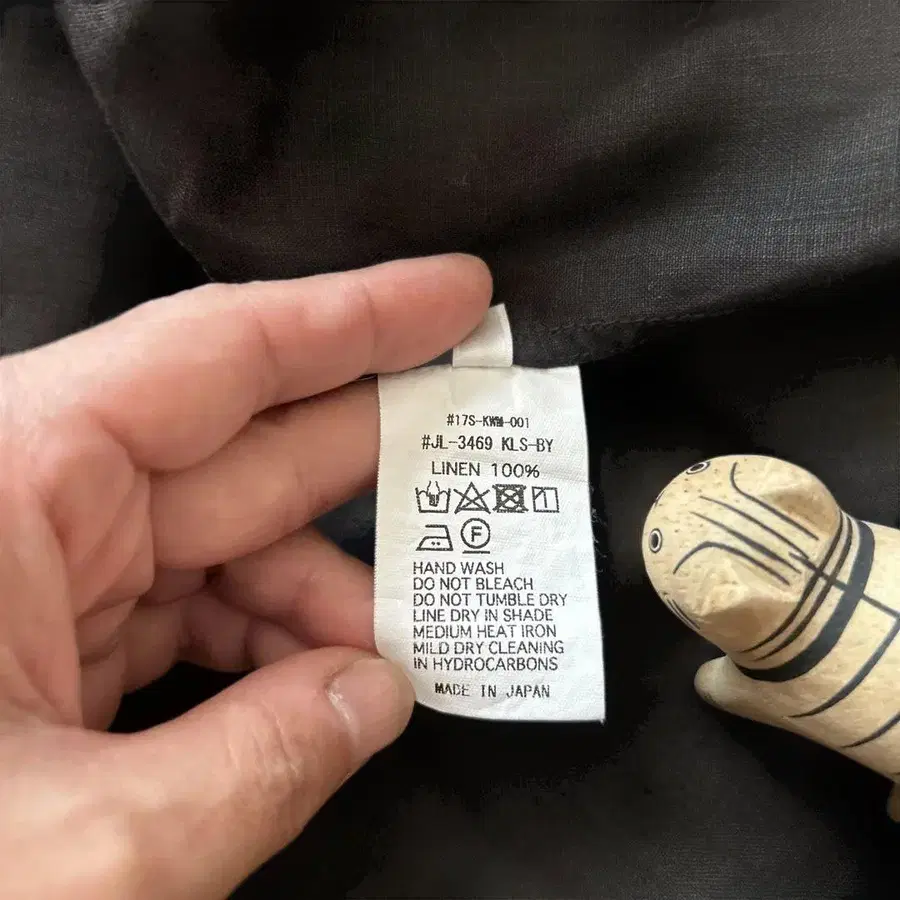 #17S-KWM-001
#JL-3469 KLS-BY
LINEN 100%
F
HAND WASH
DO NOT BLEACH
DO NOT TUMBLE DRY
LINE DRY IN SHADE
MEDIUM HEAT IRON
MILD DRY CLEANING
IN HYDROCARBONS
MADE IN JAPAN